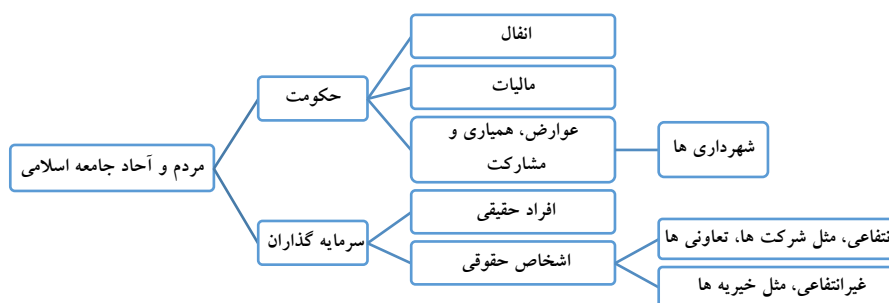 مردم و آحاد جامعه اسلامی
حکومت
انفال
مالیات
عوارض، همیاری و
مشارکت
شهرداری ها
سرمایه گذاران
افراد حقیقی
اشخاص حقوقی
نتفاعی، مثل شرکت ها، تعاونی ها
غیرانتفاعی، مثل خیریه ها